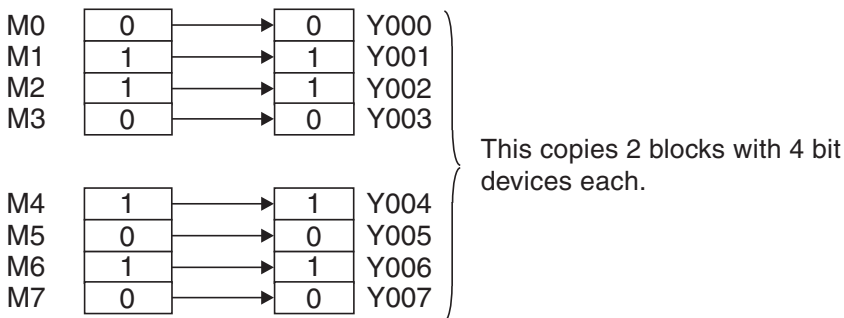 M0 0 0 Y000
M1 1 1 Y001
M2 1 1 Y002
M3 0 0 Y003
This copies 2 blocks with 4 bit
devices each.
M4 1 1 Y004
M5 0 0 Y005
M6 1 1 Y006
M7 0 0 Y007